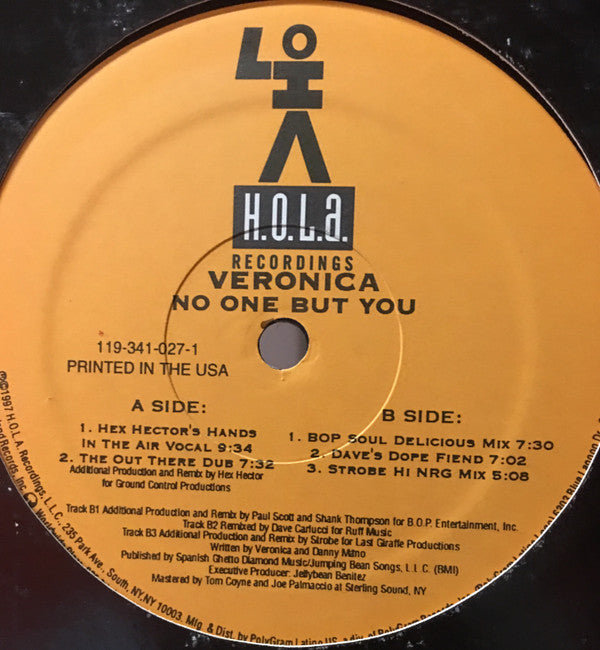 H.O.L.a.
RECORDINGS
VERONICA
NO ONE BUT YOU
119-341-027-1
PRINTED IN THE USA
A SIDE:
1. HEX HECTOR'S HANDS
IN THE AIR VOCAL 9:34
2. THE OUT THERE DUB 7:32
Additional Production and Remix by Hex Hector
for Ground Control Productions
B SIDE:
1. BOP SOUL DELICIOUS MIX 7:30
2. DAVE'S DOPE FIEND 7:02
3. STROBE HI NRG MIX 5:08
Track B1 Additional Production and Remix by Paul Scott and Shank Thompson for B.O.P. Entertainment, Inc.
Track B2 Remixed by Dave Carlucci for Ruff Music
Track B3 Additional Production and Remix by Strobe for Last Giraffe Productions
Written by Veronica and Danny Mano
Published by Spanish Ghetto Diamond Music/Jumping Bean Songs, L.L.C. (BMI)
Executive Producer: Jellybean Benitez
Mastered by Tom Coyne and Joe Palmaccio at Sterling Sound, NY
℗©1997 H.O.L.A. Recordings, L.L.C., 235 Park Ave., South, NY, NY 10003. Mfg. & Dist. by PolyGram Latino US, a div. of PolyGram Records, Inc.